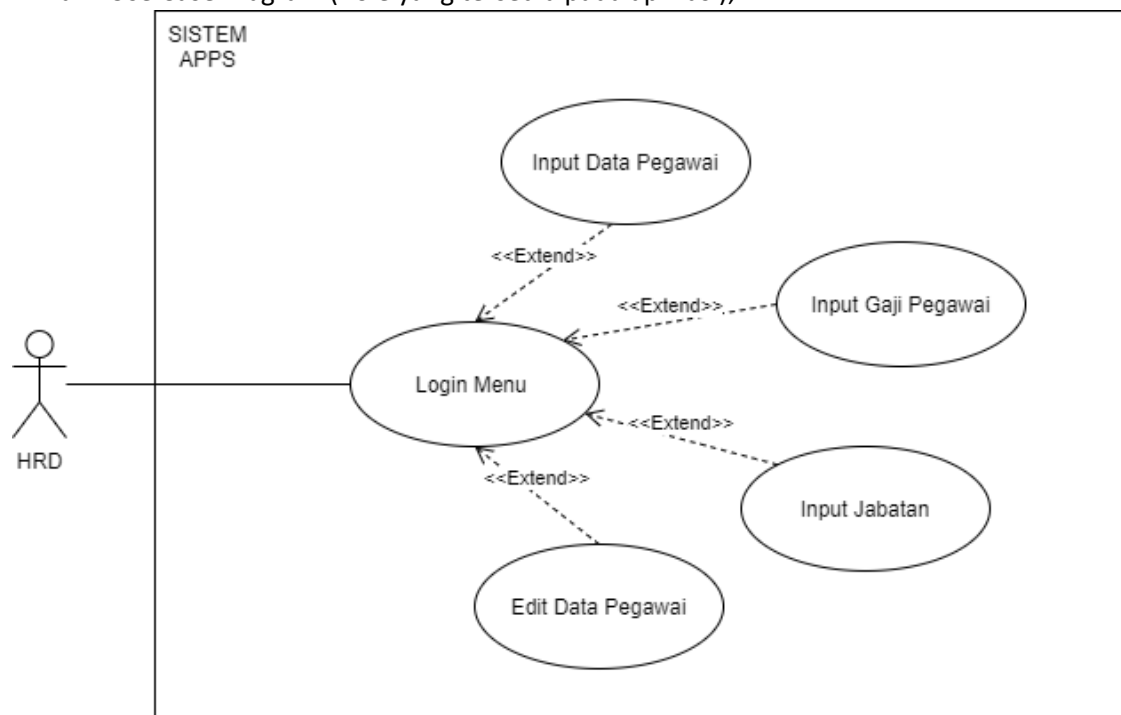 SISTEM
APPS
Input Data Pegawai
<<Extend>>
<<Extend>>
Input Gaji Pegawai
Login Menu
<<Extend>>
HRD
<<Extend>>
Input Jabatan
Edit Data Pegawai